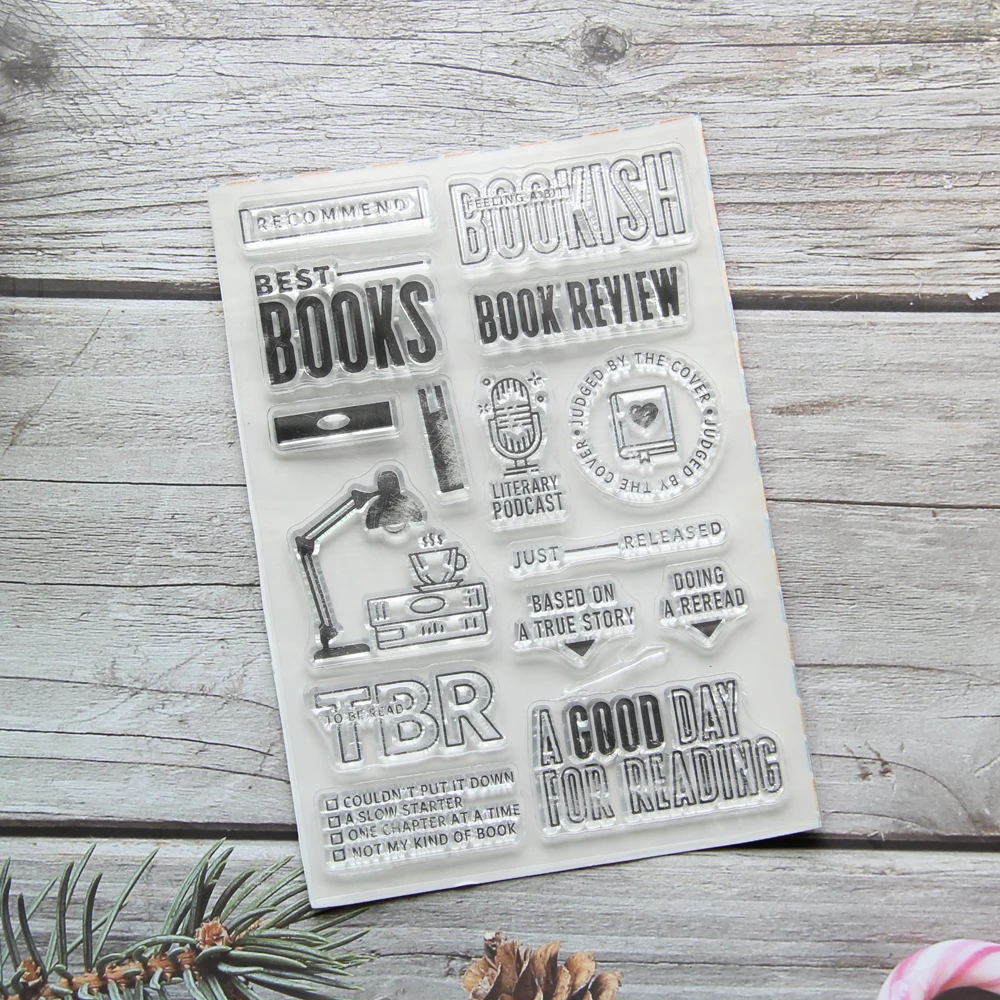 RECOMMEND
FEELING A BIT
BOOKISH
BEST
BOOKS
BOOK REVIEW
JUDGED BY THE COVER • JUDGED BY THE COVER •
LITERARY
PODCAST
JUST RELEASED
BASED ON
A TRUE STORY
DOING
A REREAD
TBR
TO BE READ
A GOOD DAY
FOR READING
COULDN'T PUT IT DOWN
A SLOW STARTER
ONE CHAPTER AT A TIME
NOT MY KIND OF BOOK